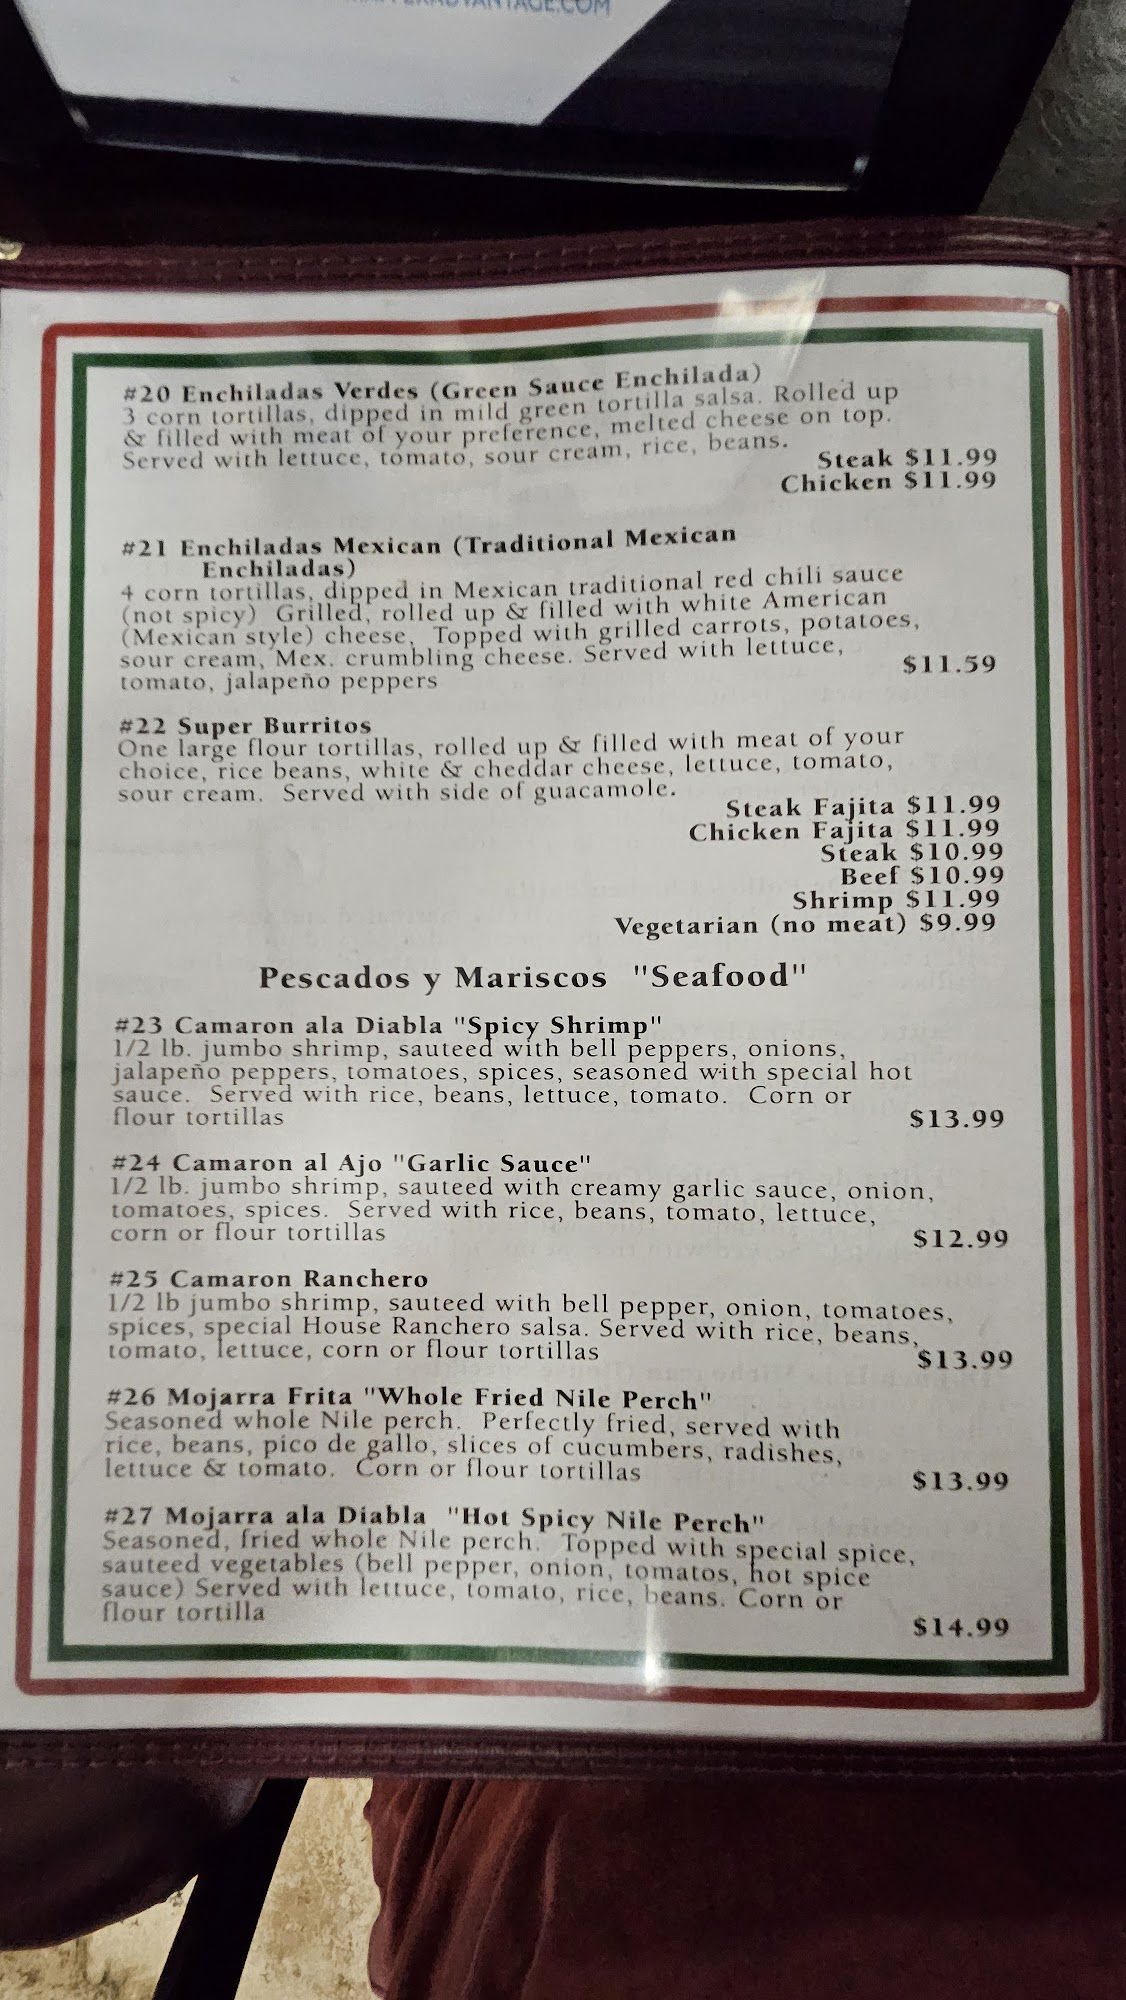 #20 Enchiladas Verdes (Green Sauce Enchilada)
3 corn tortillas, dipped in mild green tortilla salsa. Rolled up
& filled with meat of your preference, melted cheese on top.
Served with lettuce, tomato, sour cream, rice, beans.
Steak $11.99
Chicken $11.99
#21 Enchiladas Mexican (Traditional Mexican
Enchiladas)
4 corn tortillas, dipped in Mexican traditional red chili sauce
(not spicy) Grilled, rolled up & filled with white American
(Mexican style) cheese, Topped with grilled carrots, potatoes,
sour cream, Mex. crumbling cheese. Served with lettuce,
tomato, jalapeño peppers
$11.59
#22 Super Burritos
One large flour tortillas, rolled up & filled with meat of your
choice, rice beans, white & cheddar cheese, lettuce, tomato,
sour cream. Served with side of guacamole.
Steak Fajita $11.99
Chicken Fajita $11.99
Steak $10.99
Beef $10.99
Shrimp $11.99
Vegetarian (no meat) $9.99
Pescados y Mariscos "Seafood"
#23 Camaron ala Diabla "Spicy Shrimp"
1/2 lb. jumbo shrimp, sauteed with bell peppers, onions,
jalapeño peppers, tomatoes, spices, seasoned with special hot
sauce. Served with rice, beans, lettuce, tomato. Corn or
flour tortillas
$13.99
#24 Camaron al Ajo "Garlic Sauce"
1/2 lb. jumbo shrimp, sauteed with creamy garlic sauce, onion,
tomatoes, spices. Served with rice, beans, tomato, lettuce,
corn or flour tortillas
$12.99
#25 Camaron Ranchero
1/2 lb jumbo shrimp, sauteed with bell pepper, onion, tomatoes,
spices, special House Ranchero salsa. Served with rice, beans,
tomato, lettuce, corn or flour tortillas
$13.99
#26 Mojarra Frita "Whole Fried Nile Perch"
Seasoned whole Nile perch. Perfectly fried, served with
rice, beans, pico de gallo, slices of cucumbers, radishes,
lettuce & tomato. Corn or flour tortillas
$13.99
#27 Mojarra ala Diabla "Hot Spicy Nile Perch"
Seasoned, fried whole Nile perch. Topped with special spice,
sauteed vegetables (bell pepper, onion, tomatos, hot spice
sauce) Served with lettuce, tomato, rice, beans. Corn or
flour tortilla
$14.99